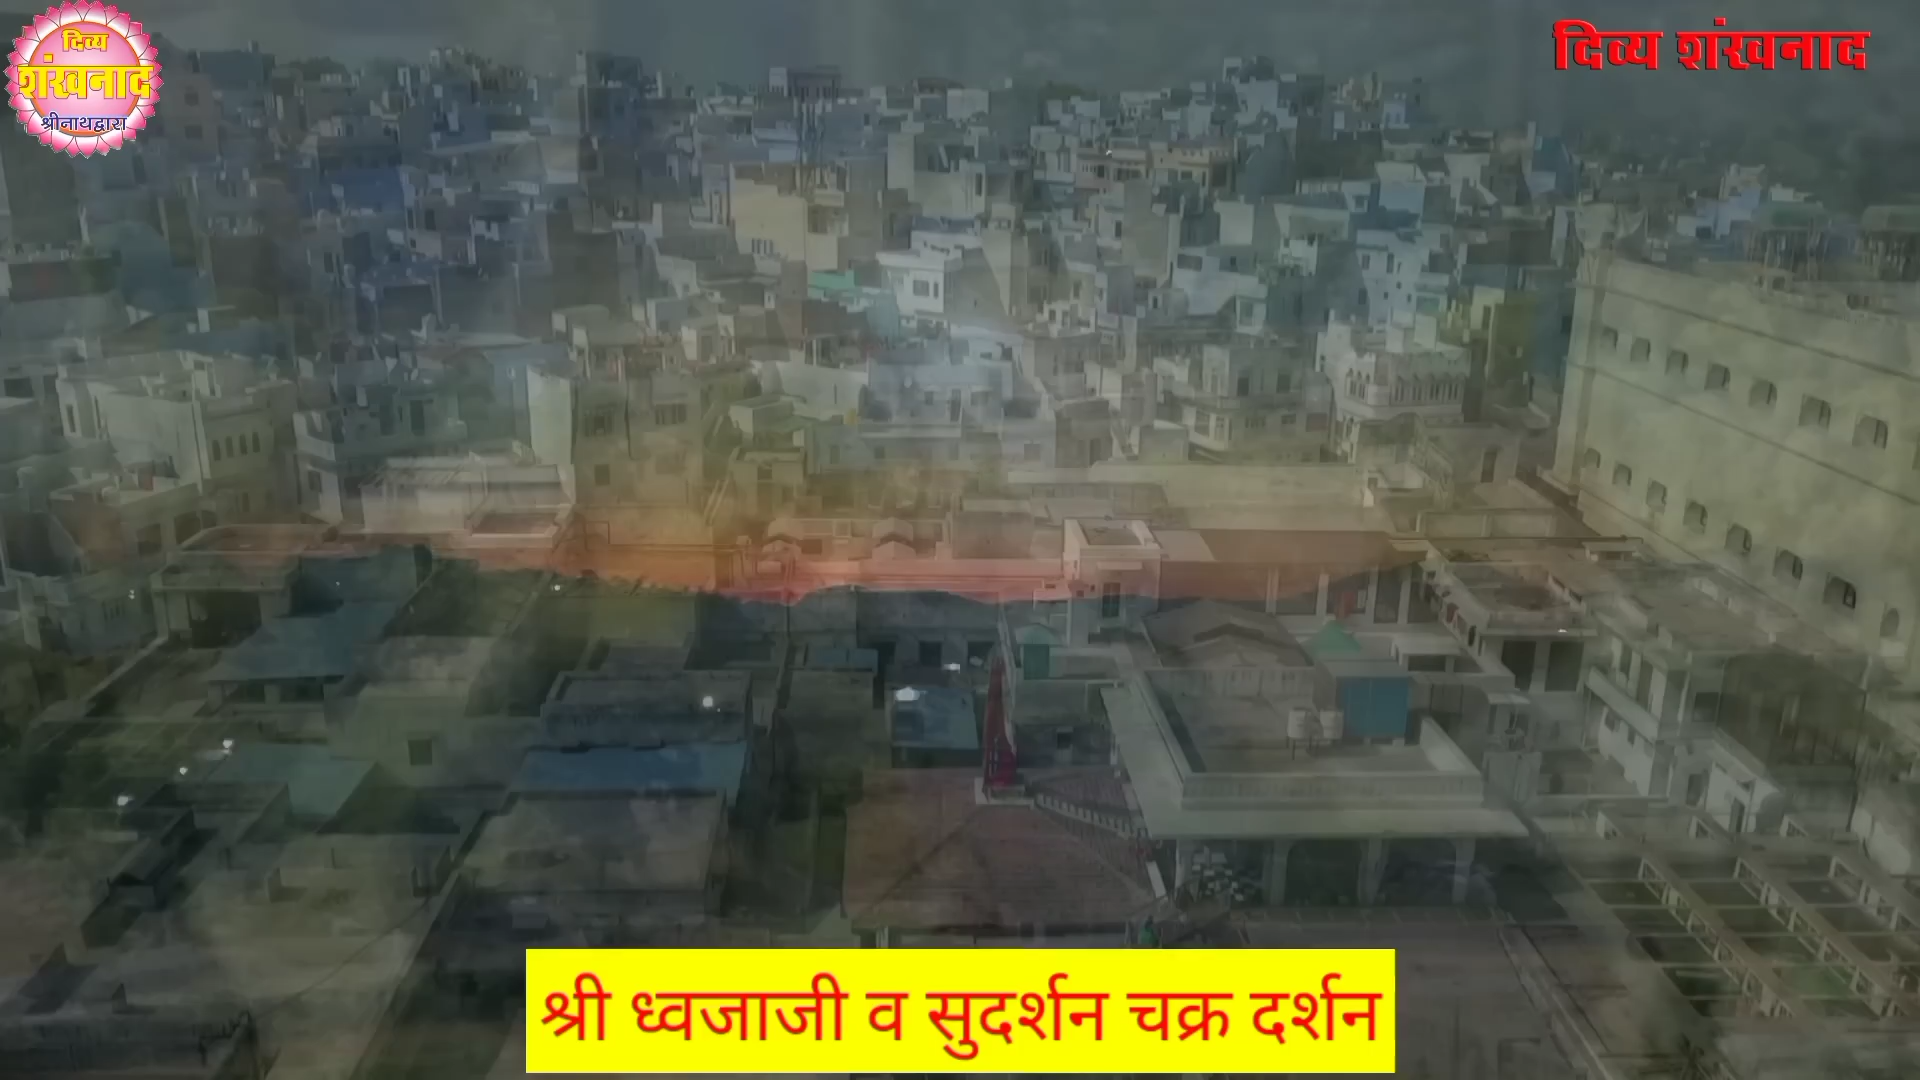 दिव्य
शंखनाद
श्रीनाथद्वारा
दिव्य शंखनाद
श्री ध्वजाजी व सुदर्शन चक्र दर्शन